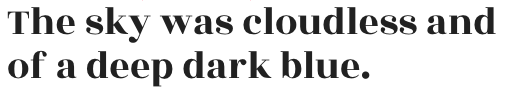 The sky was cloudless and
of a deep dark blue.